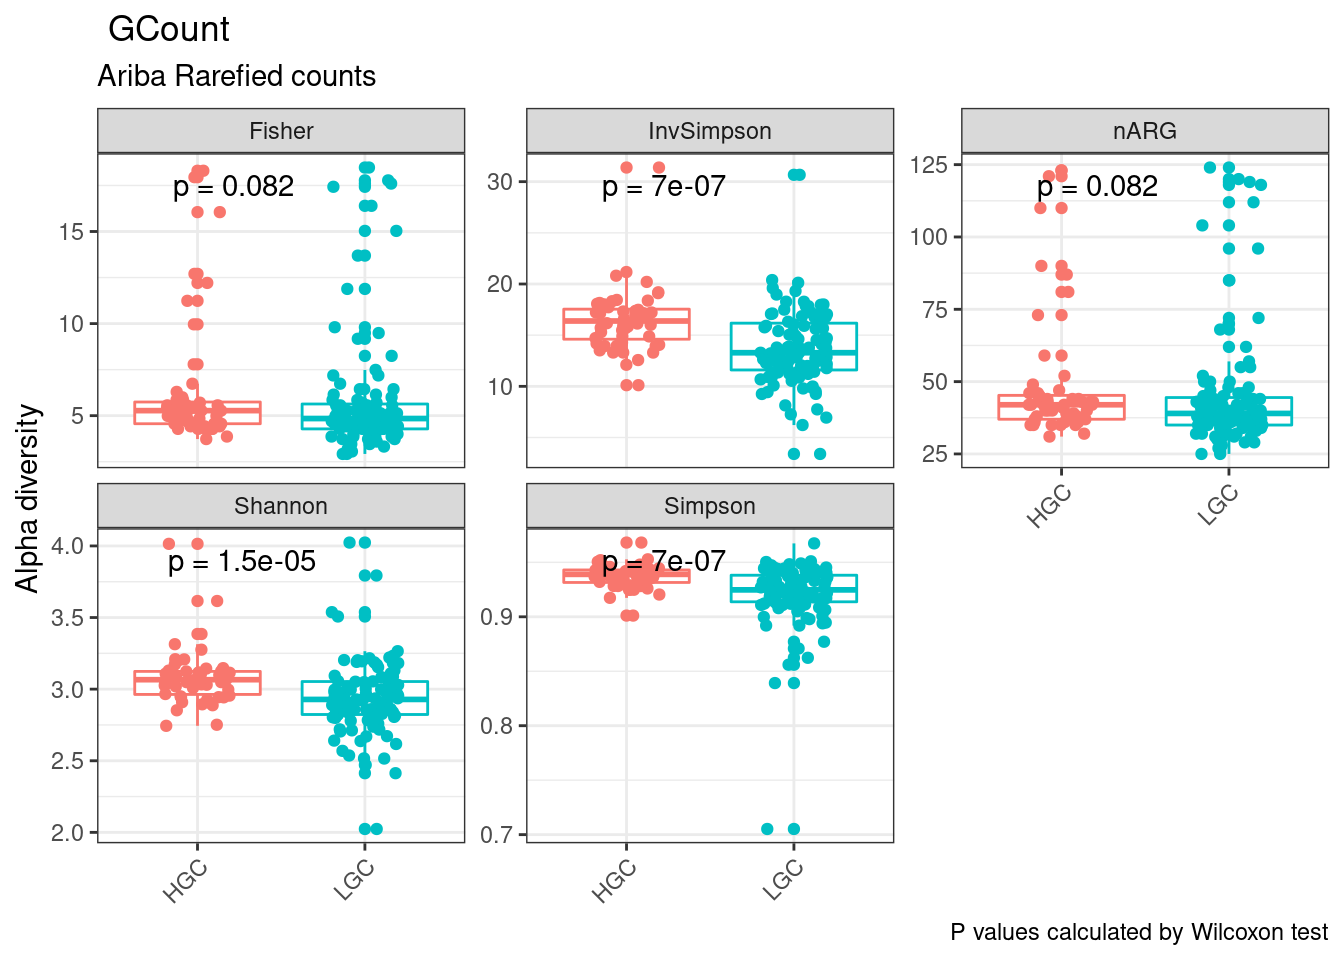 GCount
Ariba Rarefied counts
Alpha diversity
Fisher
p = 0.082
15
10
5
InvSimpson
p = 7e-07
30
20
10
nARG
p = 0.082
125
100
75
50
25
HGC
LGC
Shannon
p = 1.5e-05
4.0
3.5
3.0
2.5
2.0
HGC
LGC
Simpson
p = 7e-07
0.9
0.8
0.7
HGC
LGC
P values calculated by Wilcoxon test